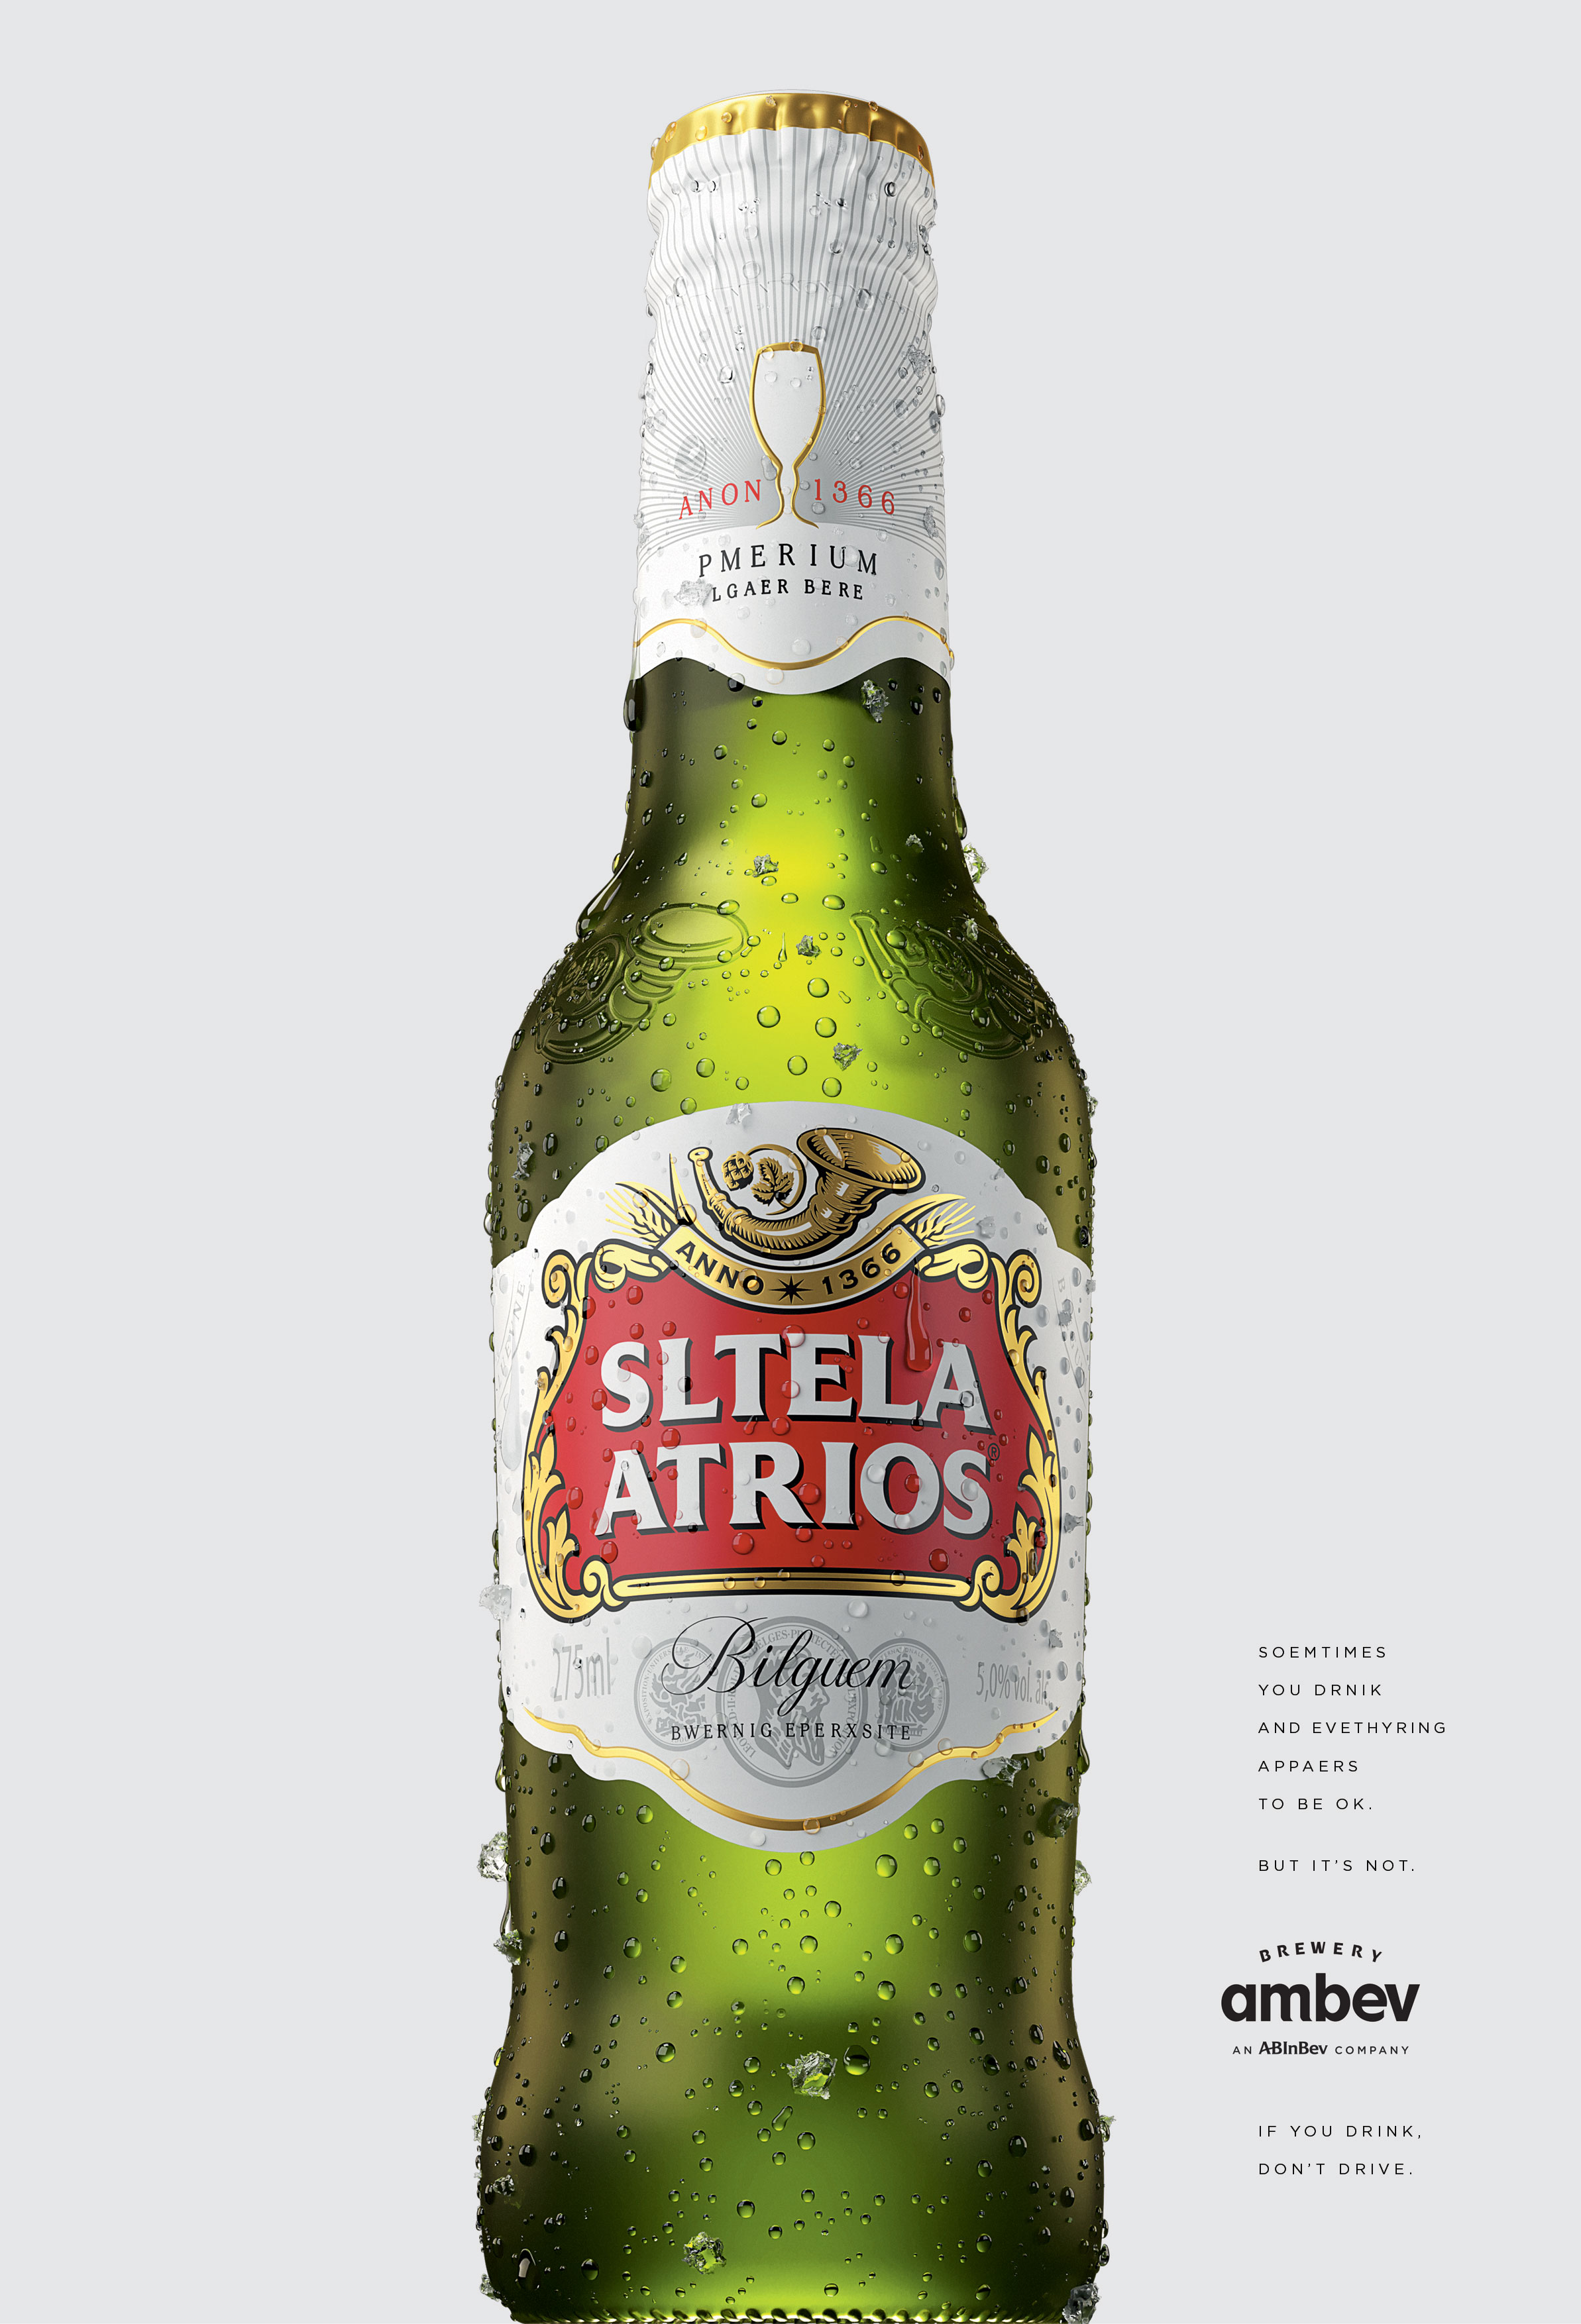 ANON 1366
PMERIUM
LGAER BERE
ANNO 1366
SLTELA
ATRIOS®
275ml
Bilguem
5,0% vol. alc.
BWERNIG EPERXSITE
SOEMTIMES
YOU DRNIK
AND EVETHYRING
APPAERS
TO BE OK.
BUT IT'S NOT.
BREWERY
ambev
AN ABInBev COMPANY
IF YOU DRINK,
DON'T DRIVE.